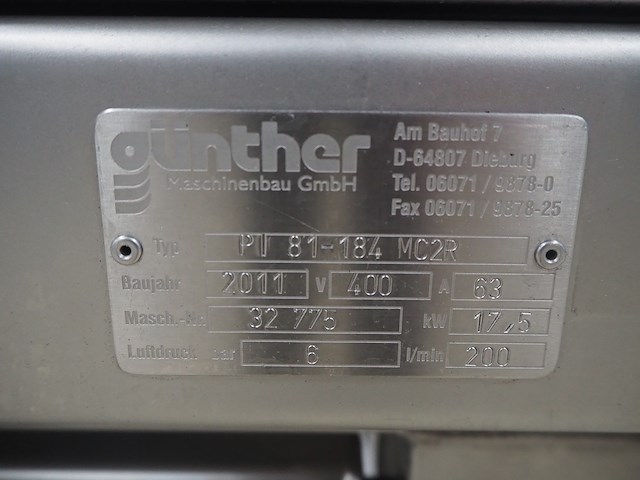 günther
Maschinenbau GmbH
Am Bauhof 7
D-64807 Dieburg
Tel. 06071 / 9878-0
Fax 06071 / 9878-25
Typ PI 81-184 MC2R
Baujahr 2011 V 400 A 63
Masch.-Nr. 32 775 kW 17,5
Luftdruck bar 6 l/min 200